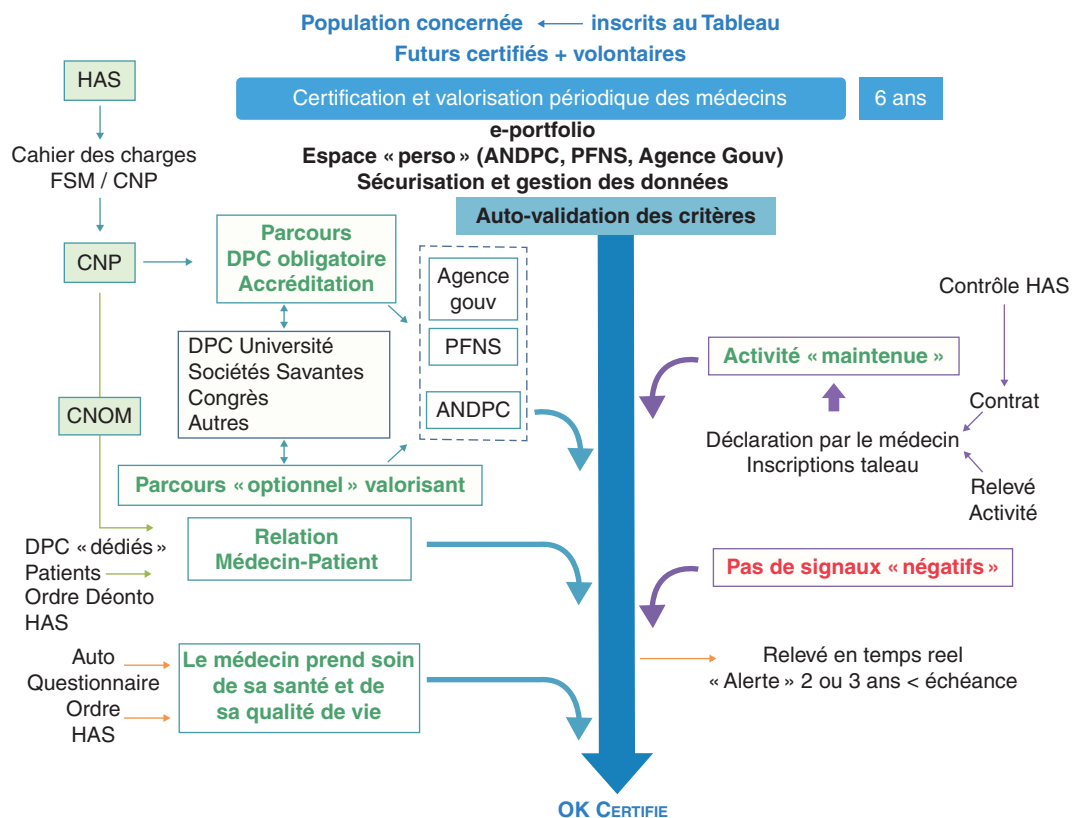 Population concernée inscrits au Tableau
Futurs certifiés + volontaires
HAS
Certification et valorisation périodique des médecins
6 ans
e-portfolio
Espace « perso » (ANDPC, PFNS, Agence Gouv)
Sécurisation et gestion des données
Auto-validation des critères
Cahier des charges
FSM / CNP
CNP
Parcours
DPC obligatoire
Accréditation
Agence
gouv
PFNS
ANDPC
DPC Université
Sociétés Savantes
Congrès
Autres
CNOM
Parcours « optionnel » valorisant
Contrôle HAS
Activité « maintenue »
Contrat
Déclaration par le médecin
Inscriptions taleau
Relevé
Activité
DPC « dédiés »
Patients
Ordre Déonto
HAS
Relation
Médecin-Patient
Pas de signaux « négatifs »
Auto
Questionnaire
Ordre
HAS
Le médecin prend soin
de sa santé et de
sa qualité de vie
Relevé en temps reel
« Alerte » 2 ou 3 ans < échéance
OK CERTIFIE